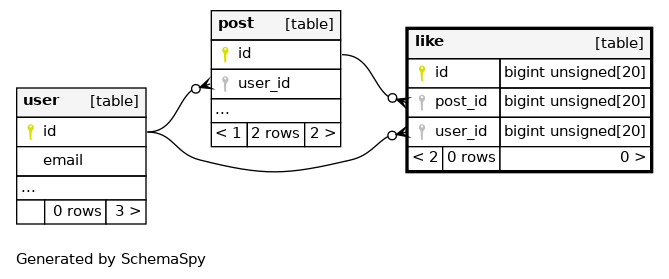 user [table]
id
email
...
0 rows 3 >
post [table]
id
user_id
...
< 1 2 rows 2 >
like [table]
id bigint unsigned[20]
post_id bigint unsigned[20]
user_id bigint unsigned[20]
< 2 0 rows 0 >
Generated by SchemaSpy